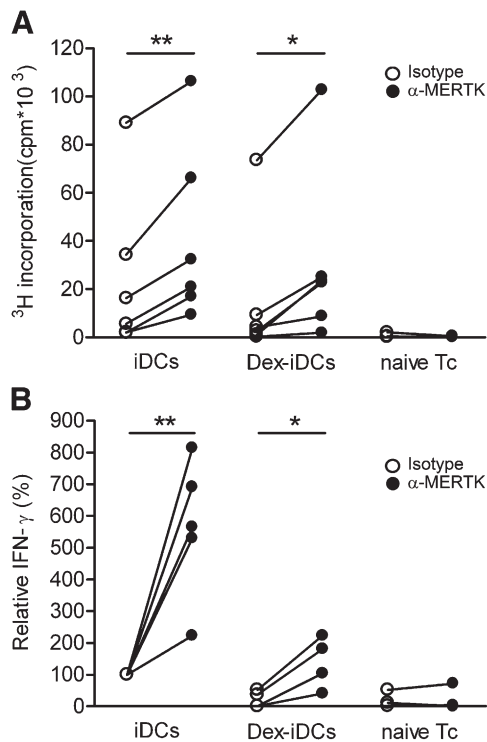 A
120
100
80
60
40
20
0
³H incorporation(cpm*10³)
** *
Isotype
α-MERTK
iDCs Dex-iDCs naive Tc
B
900
800
700
600
500
400
300
200
100
0
Relative IFN-γ (%)
** *
Isotype
α-MERTK
iDCs Dex-iDCs naive Tc